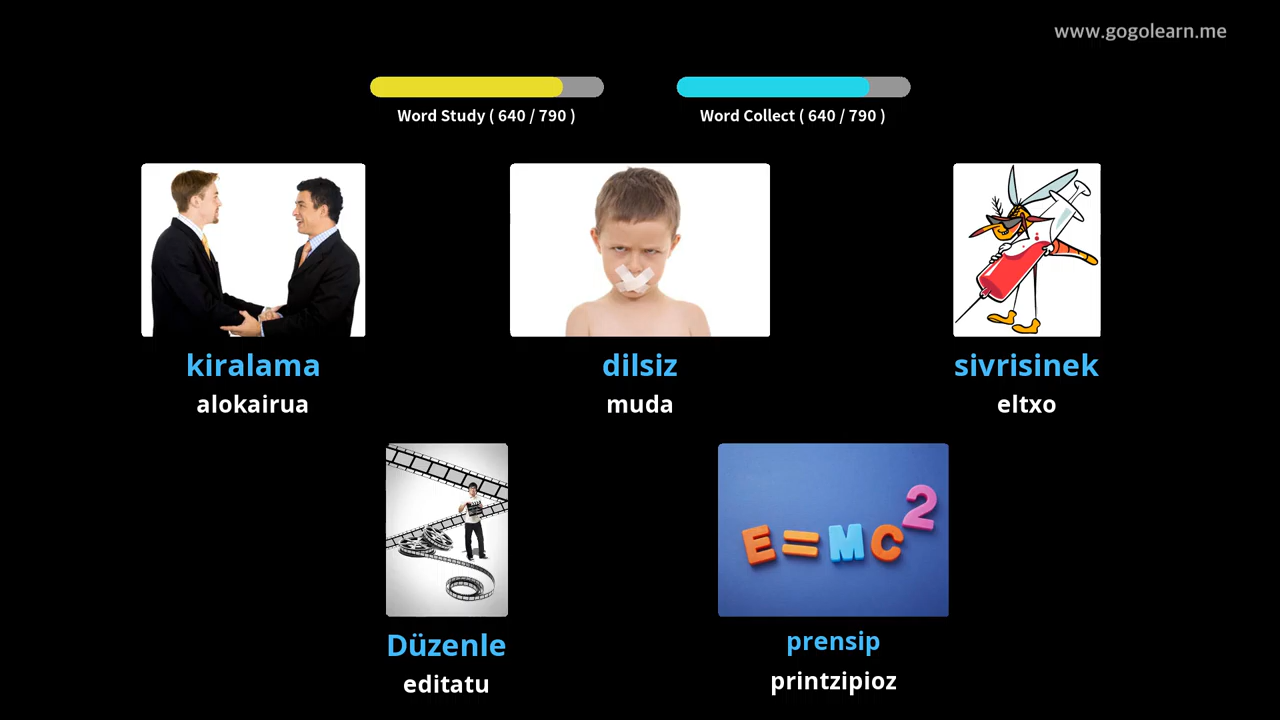 www.gogolearn.me
Word Study ( 640 / 790 )
Word Collect ( 640 / 790 )
kiralama
alokairua
dilsiz
muda
sivrisinek
eltxo
E=MC2
Düzenle
editatu
prensip
printzipioz